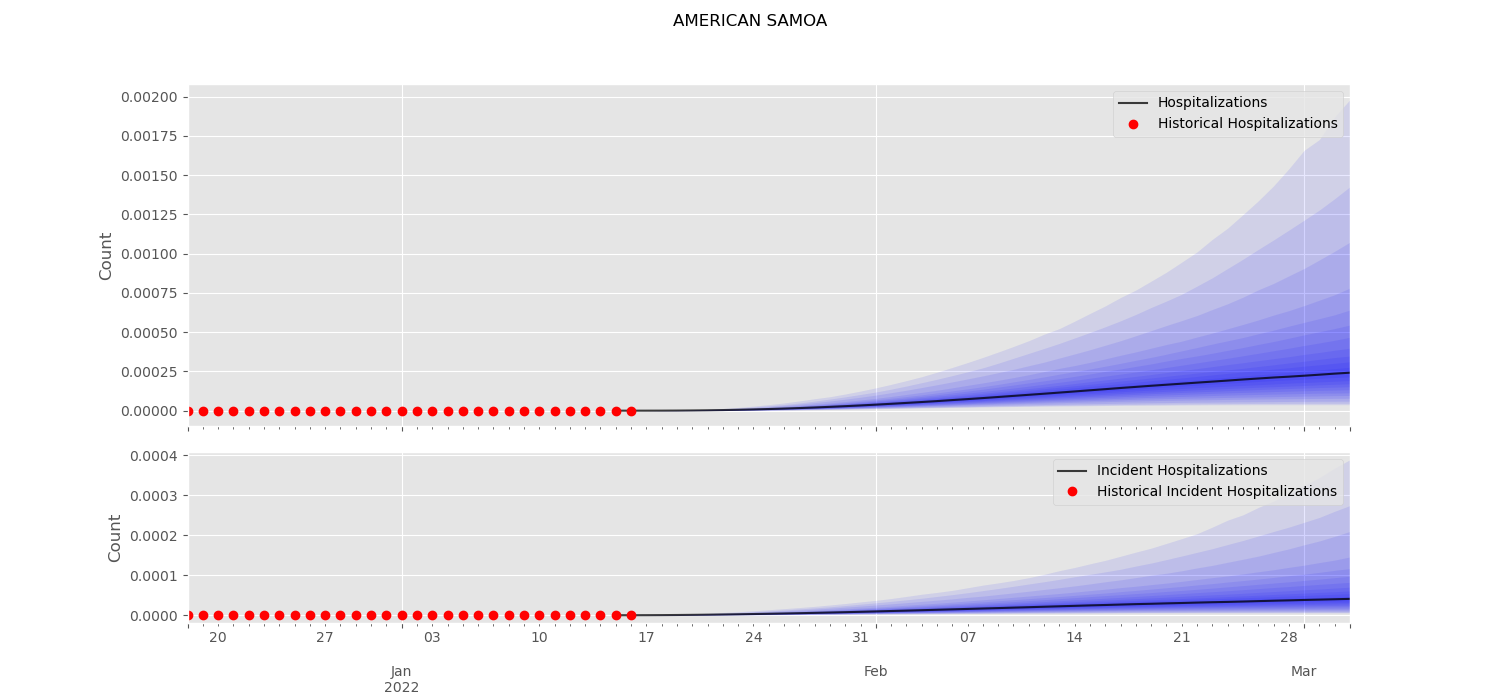 AMERICAN SAMOA
0.00200
0.00175
0.00150
0.00125
0.00100
0.00075
0.00050
0.00025
0.00000
Count
Hospitalizations
Historical Hospitalizations
0.0004
0.0003
0.0002
0.0001
0.0000
Count
Incident Hospitalizations
Historical Incident Hospitalizations
20 27 03 10 17 24 31 07 14 21 28
Jan Feb Mar
2022